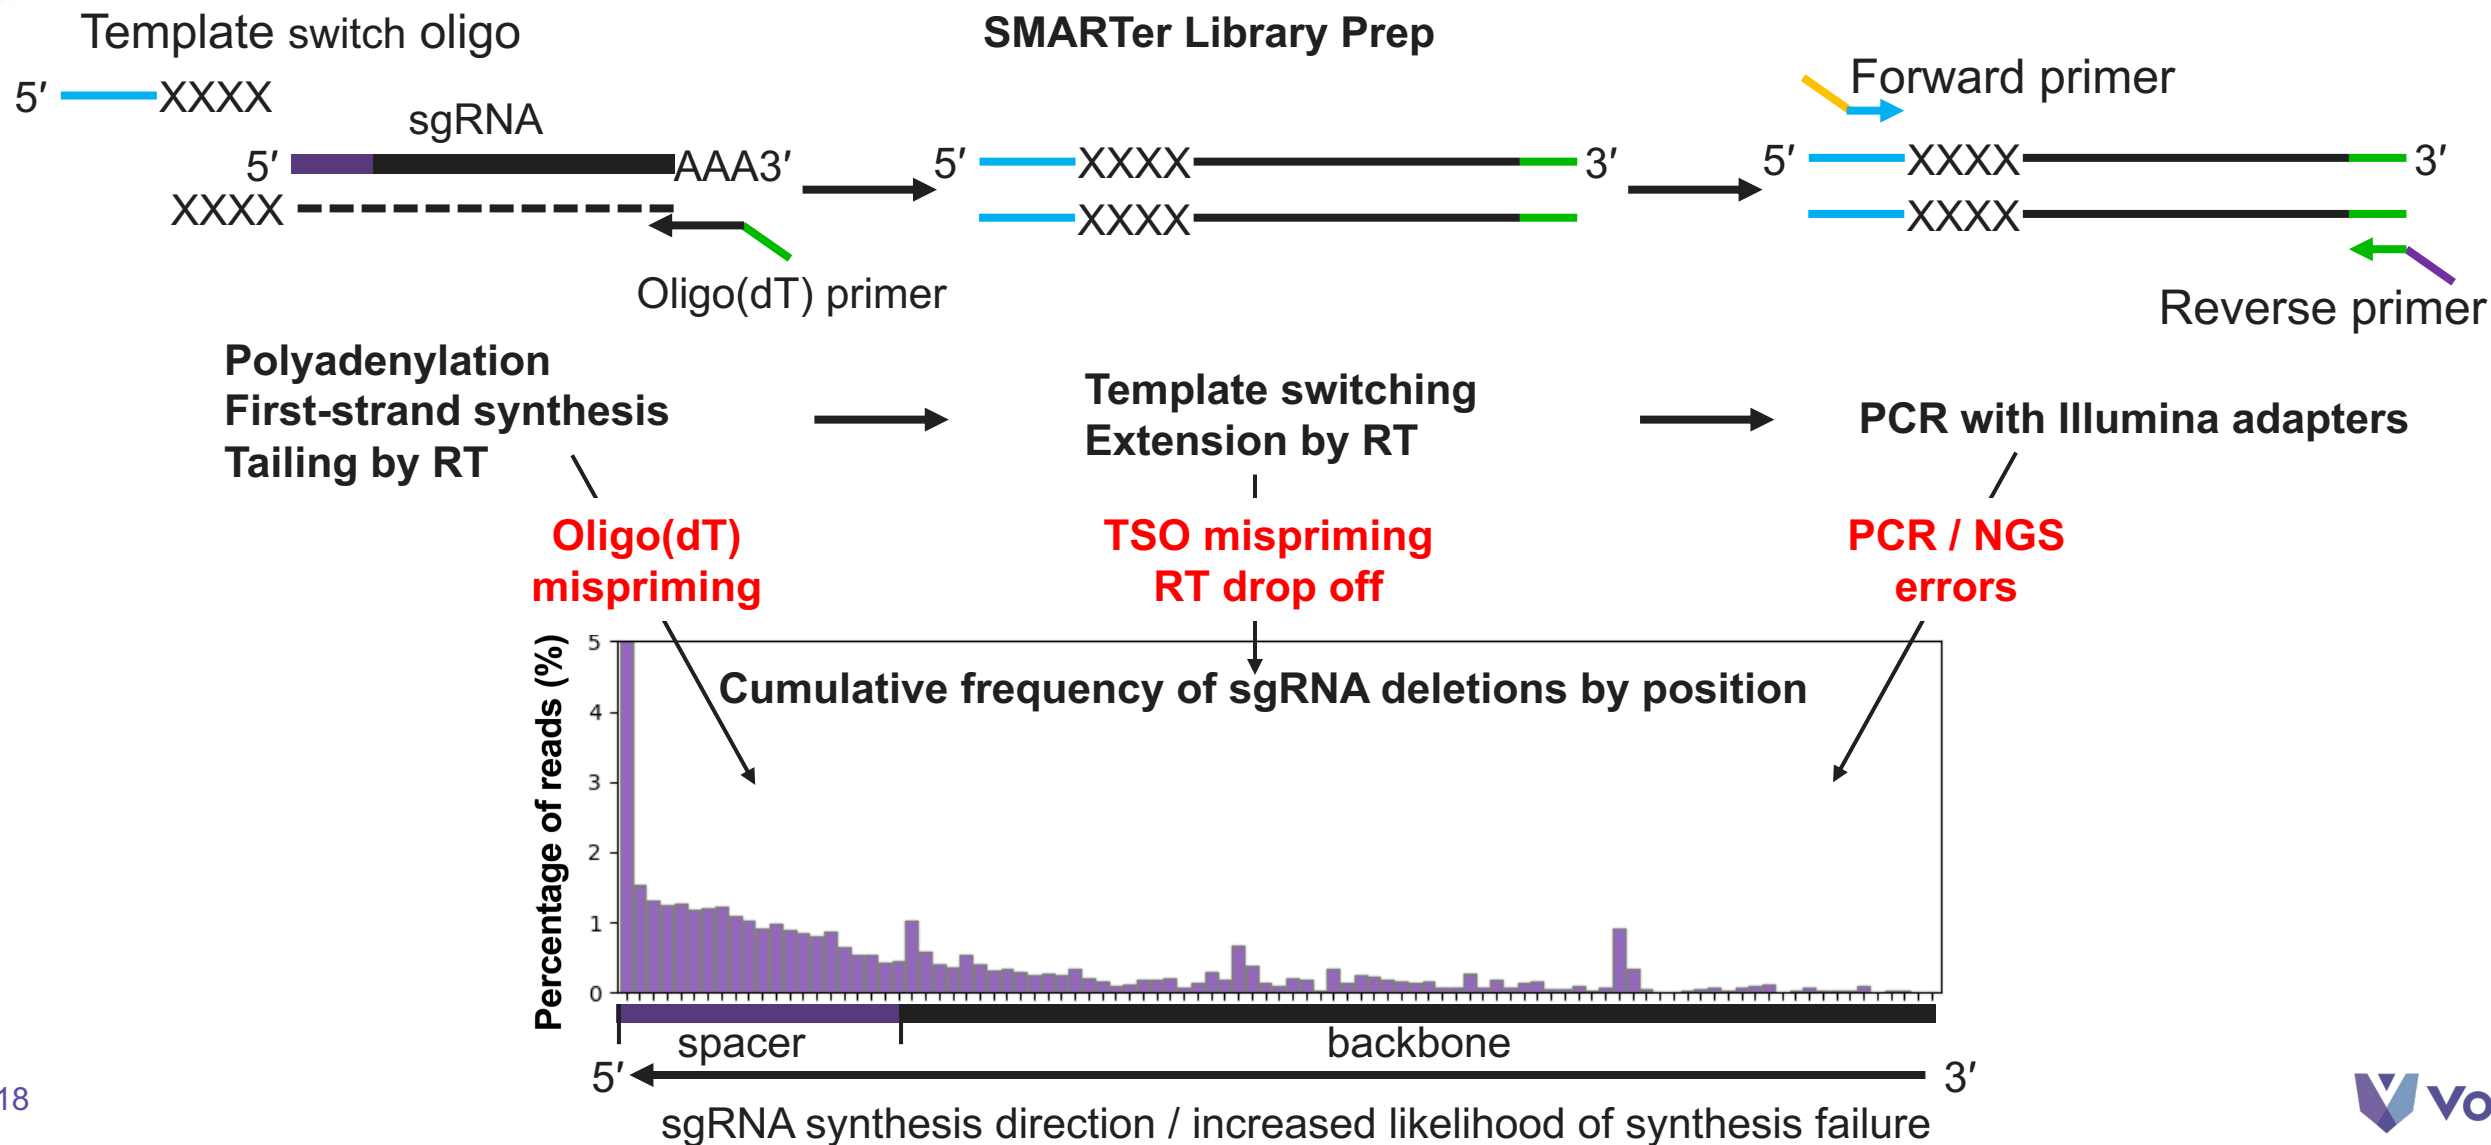 Template switch oligo
SMARTer Library Prep
5′ XXXX
Forward primer
sgRNA
5′ AAA3′
XXXX
Oligo(dT) primer
5′ XXXX 3′
XXXX
5′ XXXX 3′
XXXX
Reverse primer
Polyadenylation
First-strand synthesis
Tailing by RT
Template switching
Extension by RT
PCR with Illumina adapters
Oligo(dT)
mispriming
TSO mispriming
RT drop off
PCR / NGS
errors
Cumulative frequency of sgRNA deletions by position
Percentage of reads (%)
5
4
3
2
1
0
spacer
backbone
5′ 3′
sgRNA synthesis direction / increased likelihood of synthesis failure
18